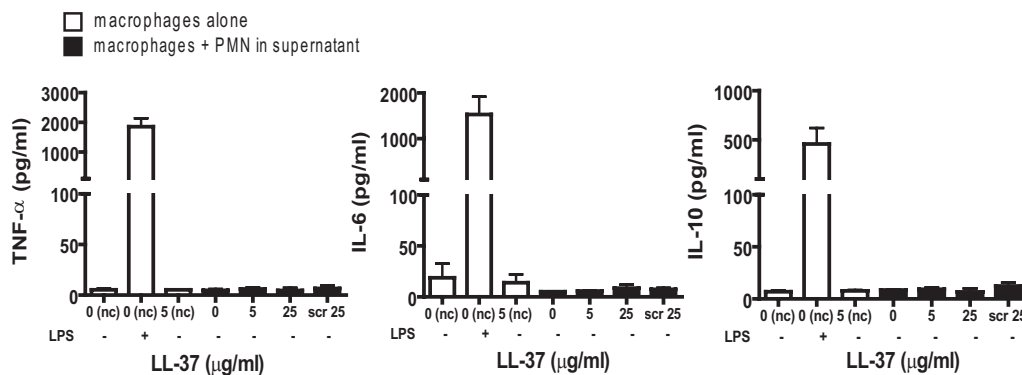 macrophages alone
macrophages + PMN in supernatant
TNF-α (pg/ml)
3000
2000
1000
100
50
0
0 (nc) 0 (nc) 5 (nc) 0 5 25 scr 25
LPS - + - - - - -
LL-37 (μg/ml)
IL-6 (pg/ml)
2000
1000
100
50
0
0 (nc) 0 (nc) 5 (nc) 0 5 25 scr 25
- + - - - - -
LL-37 (μg/ml)
IL-10 (pg/ml)
1000
500
100
50
0
0 (nc) 0 (nc) 5 (nc) 0 5 25 scr 25
LPS - + - - - - -
LL-37 (μg/ml)